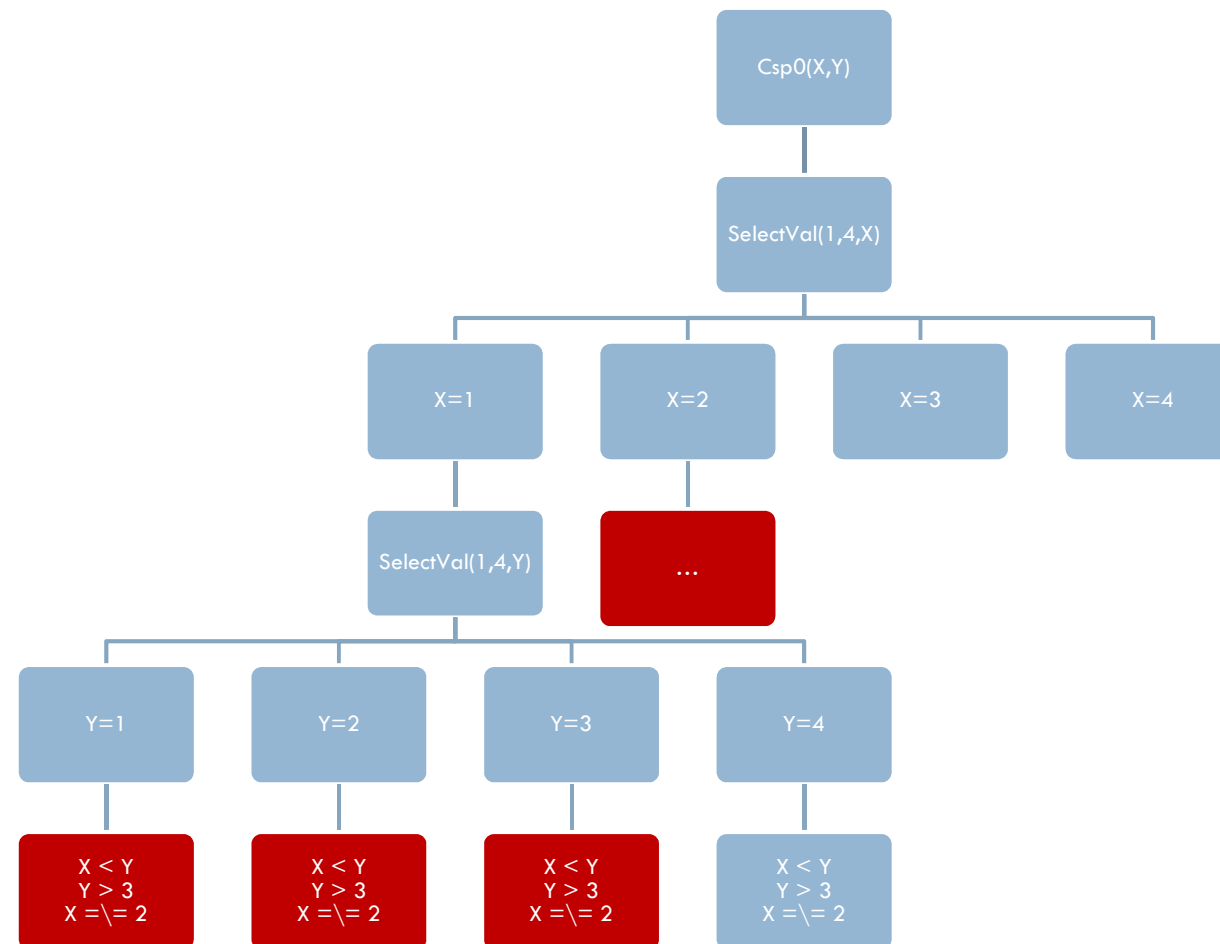 Csp0(X,Y)
SelectVal(1,4,X)
X=1
X=2
X=3
X=4
SelectVal(1,4,Y)
...
Y=1
Y=2
Y=3
Y=4
X < Y
Y > 3
X =\= 2
X < Y
Y > 3
X =\= 2
X < Y
Y > 3
X =\= 2
X < Y
Y > 3
X =\= 2